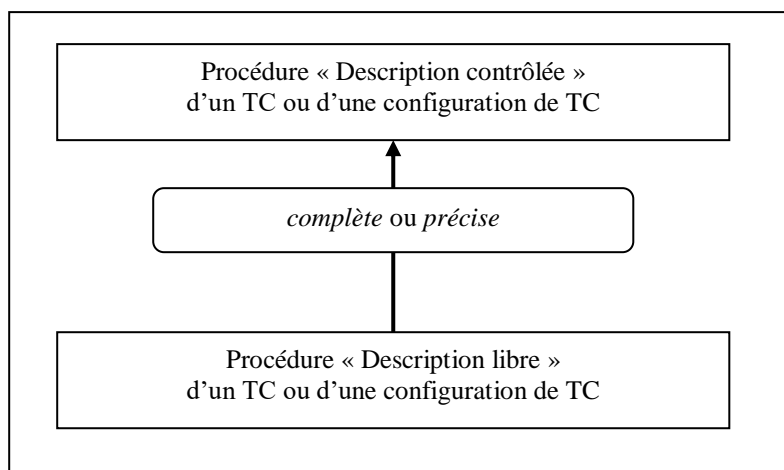 Procédure « Description contrôlée »
d’un TC ou d’une configuration de TC
complète ou précise
Procédure « Description libre »
d’un TC ou d’une configuration de TC